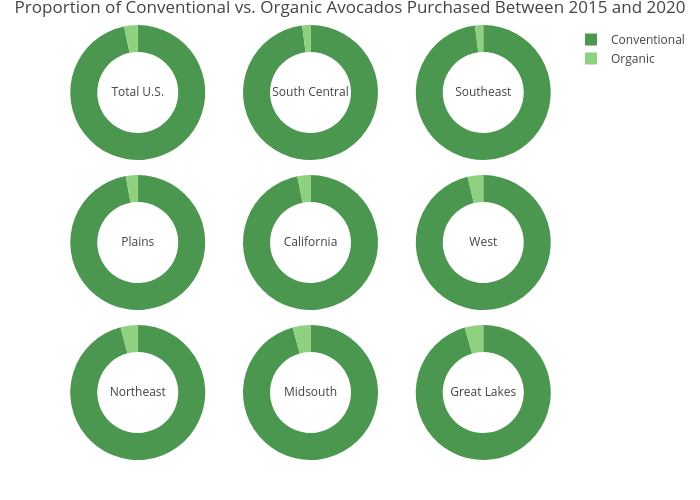 Proportion of Conventional vs. Organic Avocados Purchased Between 2015 and 2020
Conventional
Organic
Total U.S.
South Central
Southeast
Plains
California
West
Northeast
Midsouth
Great Lakes